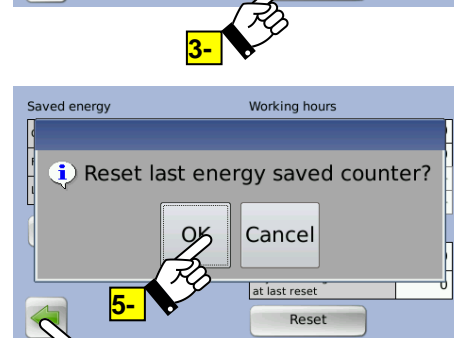 3-
Saved energy Working hours
Reset last energy saved counter?
OK Cancel
5-
at last reset 0
Reset